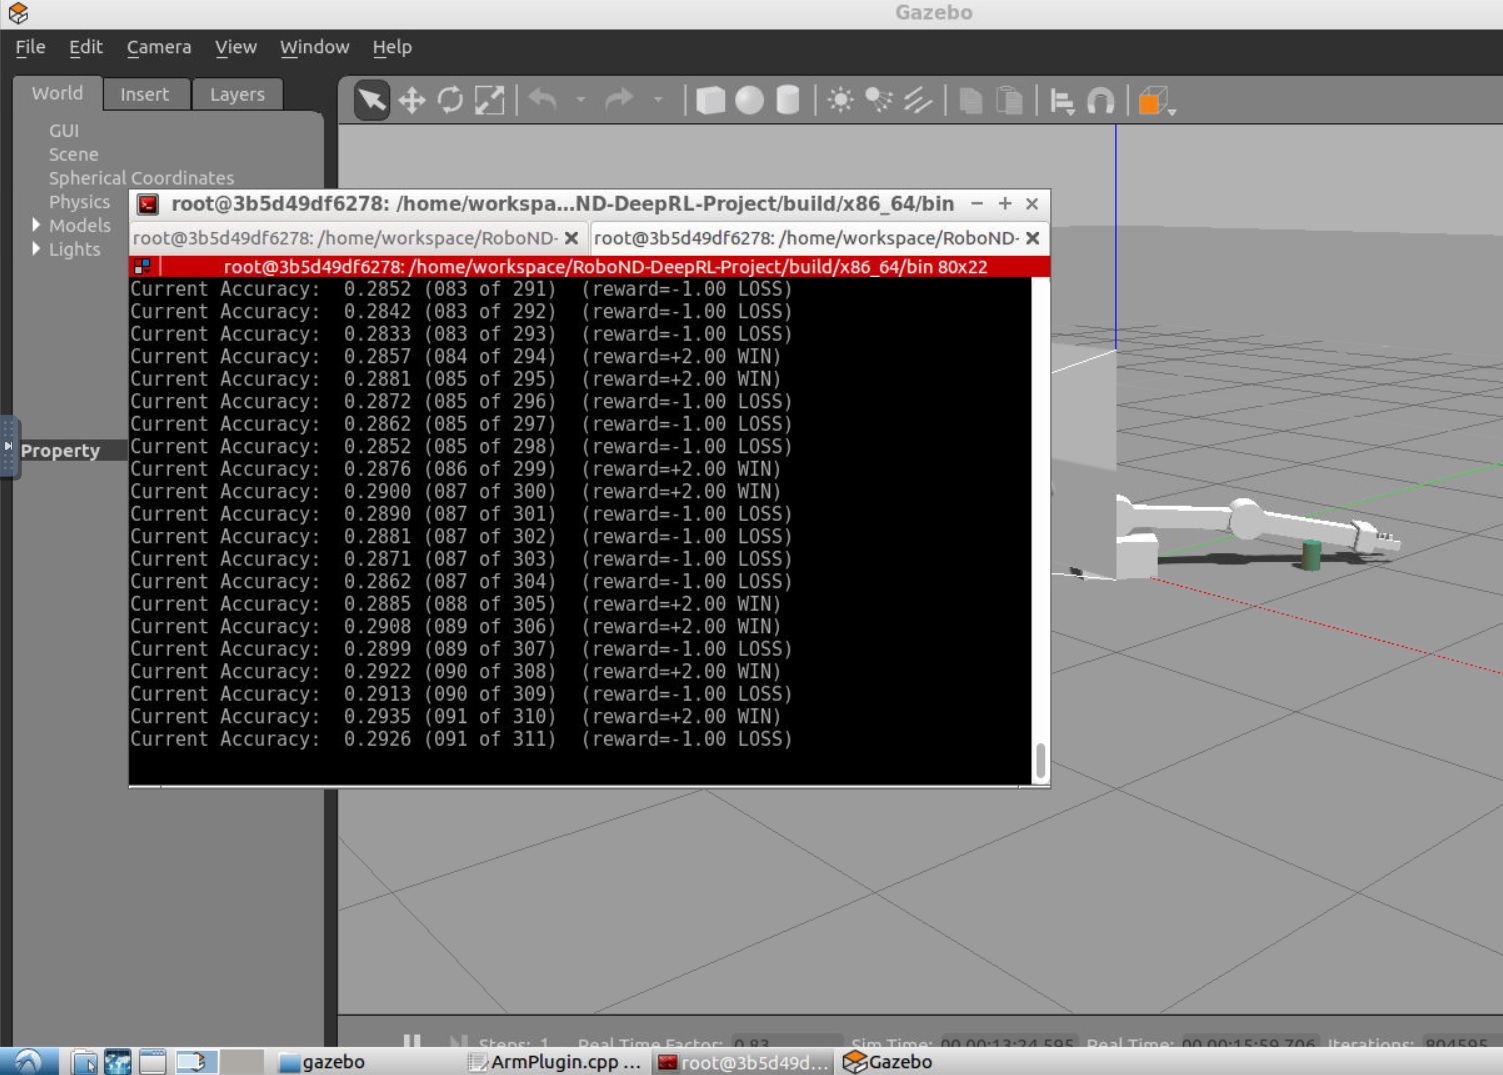 Gazebo
File Edit Camera View Window Help
World Insert Layers
GUI
Scene
Spherical Coordinates
Physics
Models
Lights
Property
root@3b5d49df6278: /home/workspa...ND-DeepRL-Project/build/x86_64/bin
root@3b5d49df6278: /home/workspace/RoboND- root@3b5d49df6278: /home/workspace/RoboND-
root@3b5d49df6278: /home/workspace/RoboND-DeepRL-Project/build/x86_64/bin 80x22
Current Accuracy: 0.2852 (083 of 291) (reward=-1.00 LOSS)
Current Accuracy: 0.2842 (083 of 292) (reward=-1.00 LOSS)
Current Accuracy: 0.2833 (083 of 293) (reward=-1.00 LOSS)
Current Accuracy: 0.2857 (084 of 294) (reward=+2.00 WIN)
Current Accuracy: 0.2881 (085 of 295) (reward=+2.00 WIN)
Current Accuracy: 0.2872 (085 of 296) (reward=-1.00 LOSS)
Current Accuracy: 0.2862 (085 of 297) (reward=-1.00 LOSS)
Current Accuracy: 0.2852 (085 of 298) (reward=-1.00 LOSS)
Current Accuracy: 0.2876 (086 of 299) (reward=+2.00 WIN)
Current Accuracy: 0.2900 (087 of 300) (reward=+2.00 WIN)
Current Accuracy: 0.2890 (087 of 301) (reward=-1.00 LOSS)
Current Accuracy: 0.2881 (087 of 302) (reward=-1.00 LOSS)
Current Accuracy: 0.2871 (087 of 303) (reward=-1.00 LOSS)
Current Accuracy: 0.2862 (087 of 304) (reward=-1.00 LOSS)
Current Accuracy: 0.2885 (088 of 305) (reward=+2.00 WIN)
Current Accuracy: 0.2908 (089 of 306) (reward=+2.00 WIN)
Current Accuracy: 0.2899 (089 of 307) (reward=-1.00 LOSS)
Current Accuracy: 0.2922 (090 of 308) (reward=+2.00 WIN)
Current Accuracy: 0.2913 (090 of 309) (reward=-1.00 LOSS)
Current Accuracy: 0.2935 (091 of 310) (reward=+2.00 WIN)
Current Accuracy: 0.2926 (091 of 311) (reward=-1.00 LOSS)
Steps: 1 Real Time Factor: 0.83 Sim Time: 00 00:13:24.595 Real Time: 00 00:15:59.706 Iterations: 804595
gazebo ArmPlugin.cpp ... root@3b5d49d... Gazebo